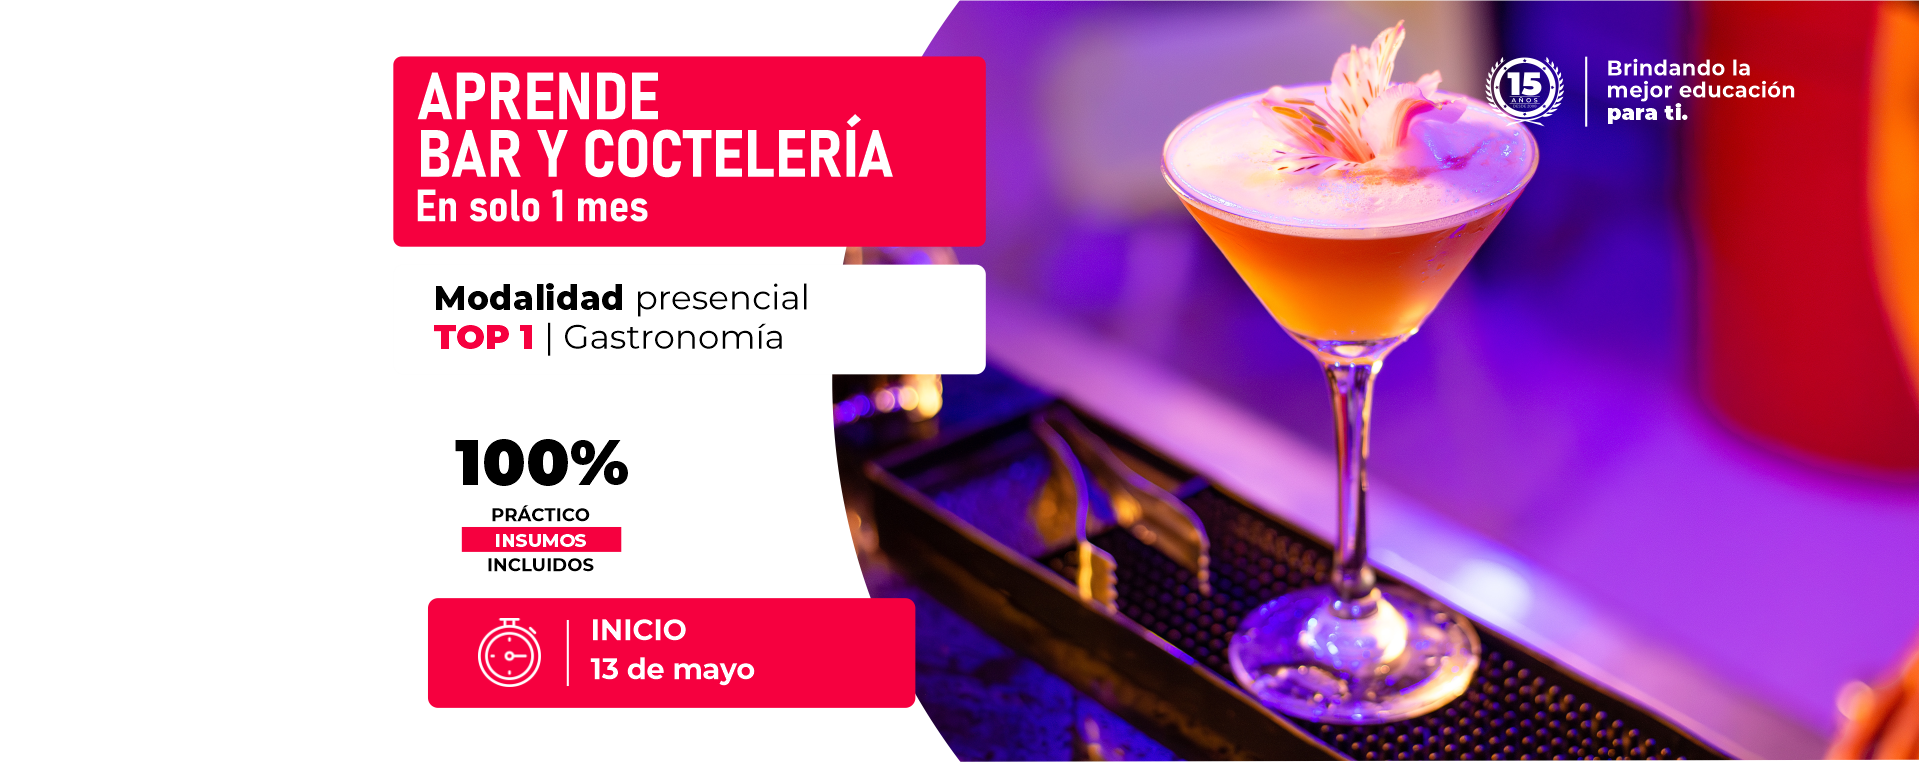 APRENDE
BAR Y COCTELERÍA
En solo 1 mes
Modalidad presencial
TOP 1 | Gastronomía
100%
PRÁCTICO
INSUMOS
INCLUIDOS
INICIO
13 de mayo
15
AÑOS
Brindando la
mejor educación
para ti.